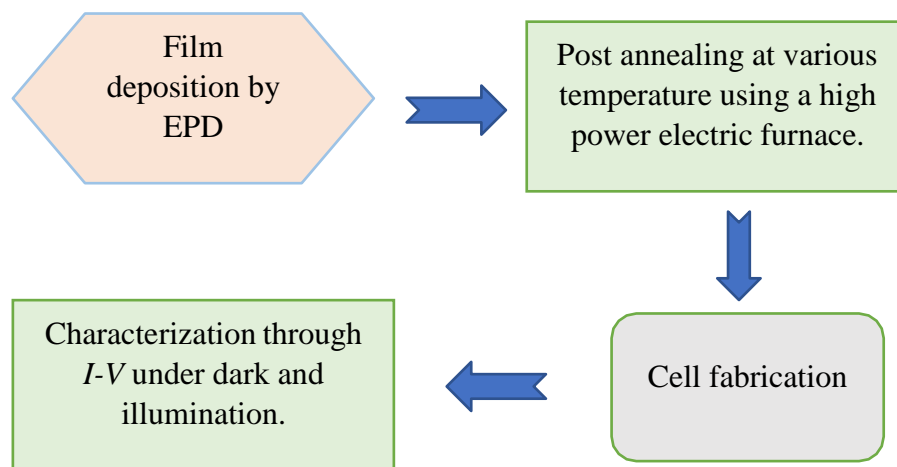 Film
deposition by
EPD
Post annealing at various
temperature using a high
power electric furnace.
Cell fabrication
Characterization through
I-V under dark and
illumination.